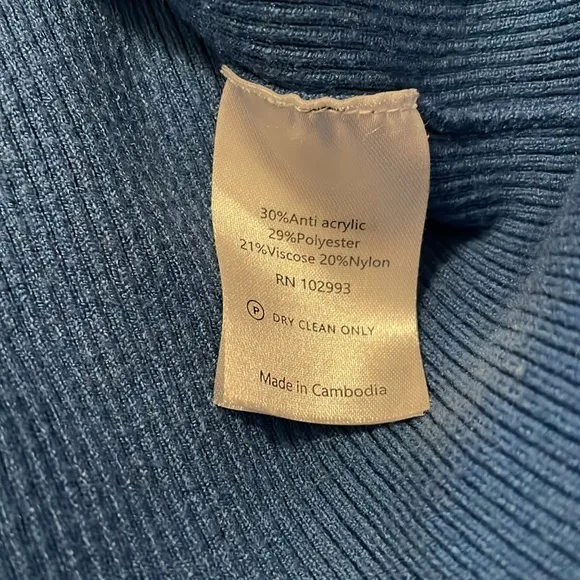 30%Anti acrylic
29%Polyester
21%Viscose 20%Nylon
RN 102993
P DRY CLEAN ONLY
Made in Cambodia